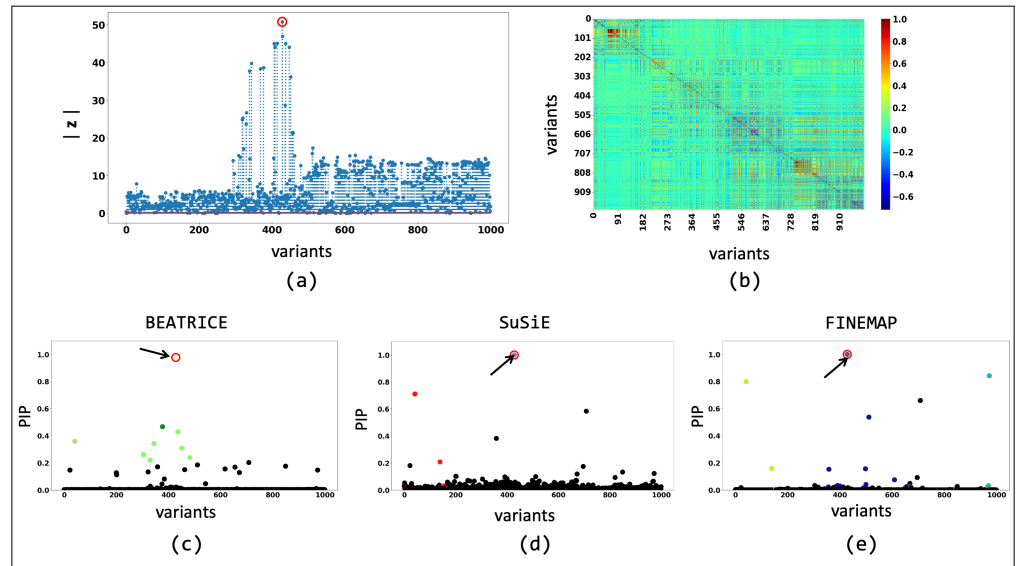 50
40
30
20
10
0
| z |
0 200 400 600 800 1000
variants
(a)
0
101
202
303
404
505
606
707
808
909
variants
0 91 182 273 364 455 546 637 728 819 910
variants
1.0
0.8
0.6
0.4
0.2
0.0
−0.2
−0.4
−0.6
(b)
BEATRICE
1.0
0.8
0.6
0.4
0.2
0.0
PIP
0 200 400 600 800 1000
variants
(c)
SuSiE
1.0
0.8
0.6
0.4
0.2
0.0
PIP
0 200 400 600 800 1000
variants
(d)
FINEMAP
1.0
0.8
0.6
0.4
0.2
0.0
PIP
0 200 400 600 800 1000
variants
(e)